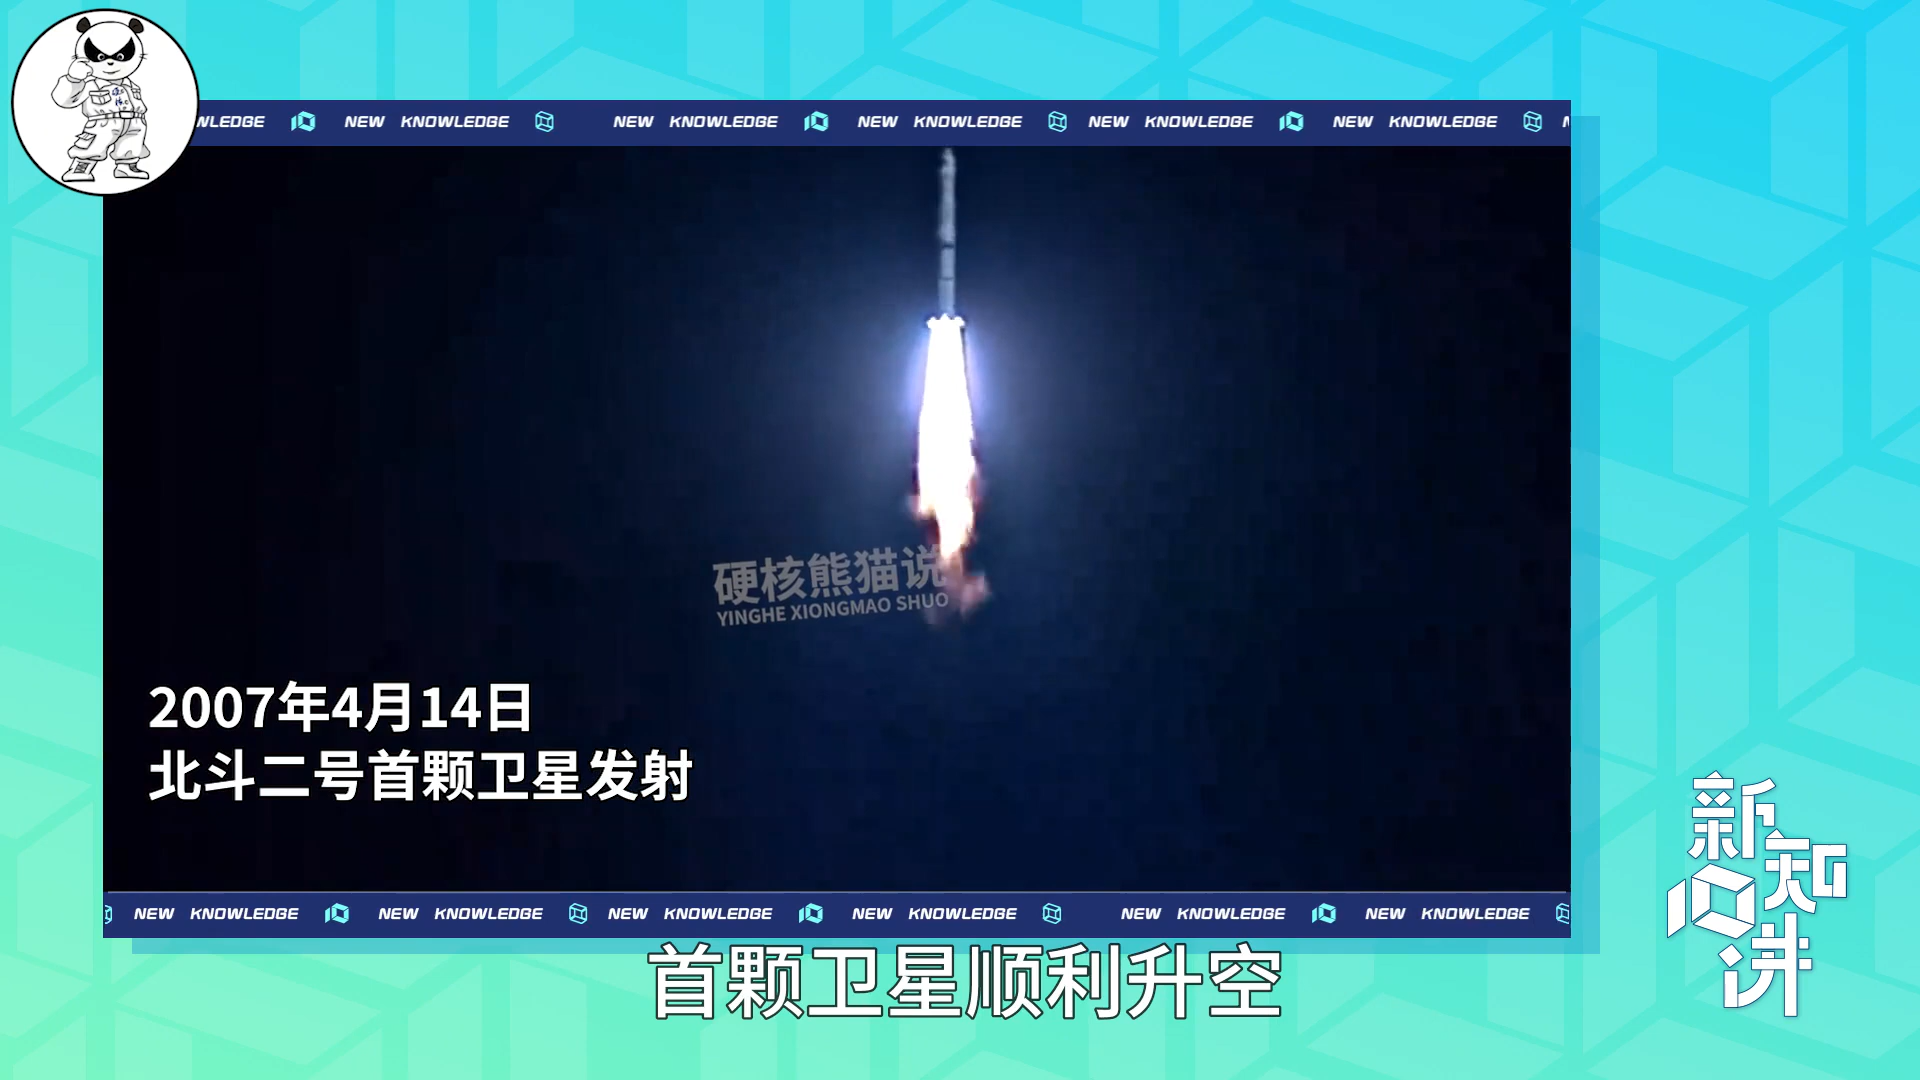 WLEDGE NEW KNOWLEDGE NEW KNOWLEDGE NEW KNOWLEDGE NEW KNOWLEDGE NEW KNOWLEDGE
硬核熊猫说
YINGHE XIONGMAO SHUO
2007年4月14日
北斗二号首颗卫星发射
NEW KNOWLEDGE NEW KNOWLEDGE NEW KNOWLEDGE NEW KNOWLEDGE NEW KNOWLEDGE NEW KNOWLEDGE
首颗卫星顺利升空
新知
10讲